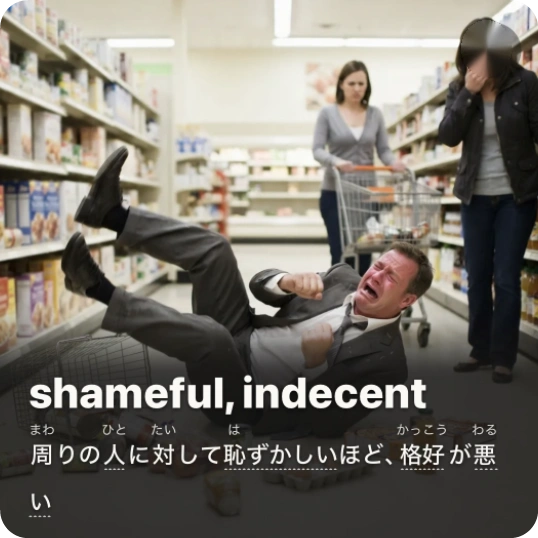 shameful, indecent
まわ ひと たい は かっこう わる
周りの人に対して恥ずかしいほど、格好が悪
い